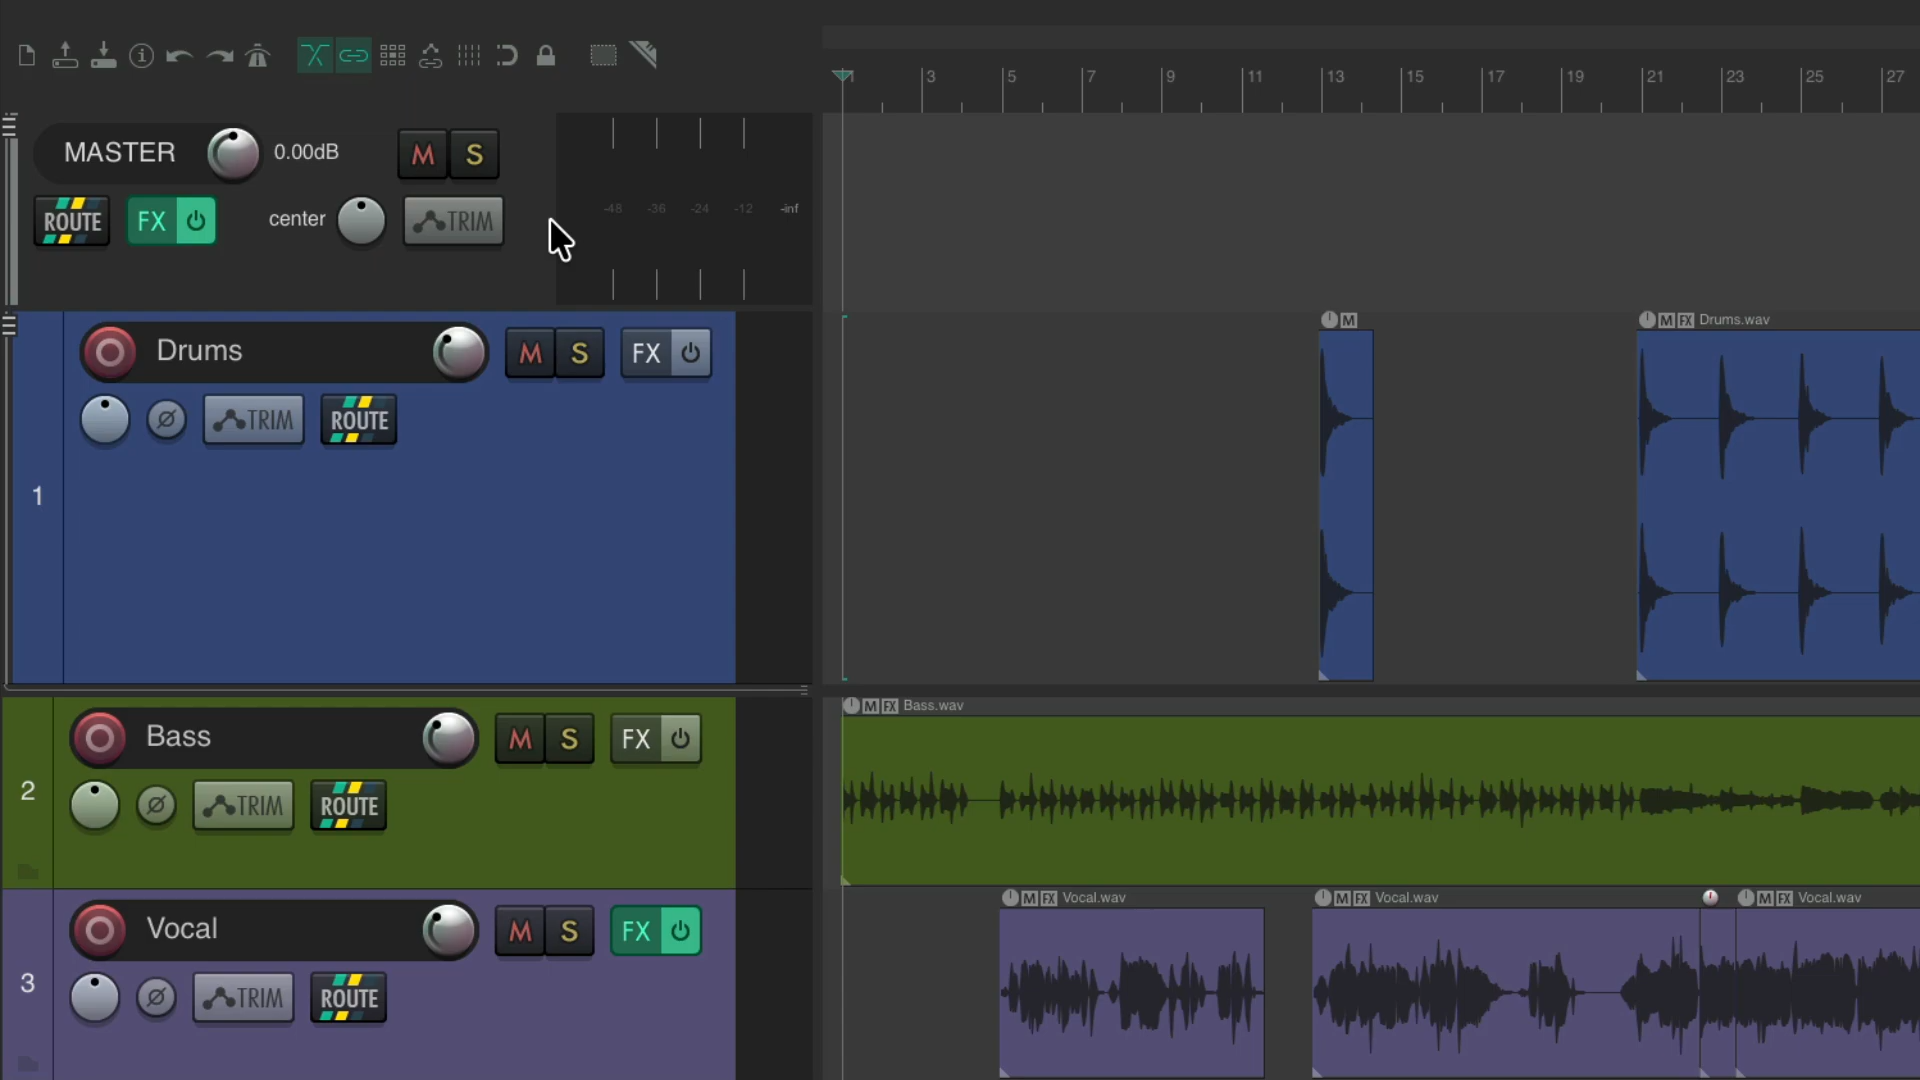 1 3 5 7 9 11 13 15 17 19 21 23 25 27
MASTER 0.00dB M S
ROUTE FX center TRIM
-48 -36 -24 -12 -inf
M
M FX Drums.wav
Drums M S FX
TRIM ROUTE
1
M FX Bass.wav
Bass M S FX
2
TRIM ROUTE
M FX Vocal.wav M FX Vocal.wav M FX Vocal.wav
Vocal M S FX
3
TRIM ROUTE